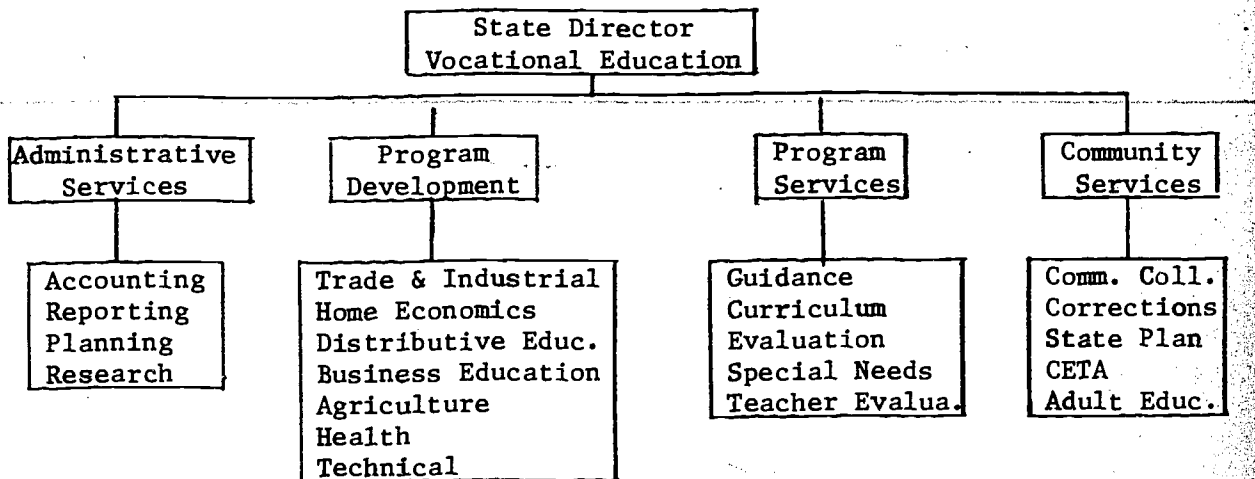 State Director
Vocational Education
Administrative
Services
Program
Development
Program
Services
Community
Services
Accounting
Reporting
Planning
Research
Trade & Industrial
Home Economics
Distributive Educ.
Business Education
Agriculture
Health
Technical
Guidance
Curriculum
Evaluation
Special Needs
Teacher Evalua.
Comm. Coll.
Corrections
State Plan
CETA
Adult Educ.